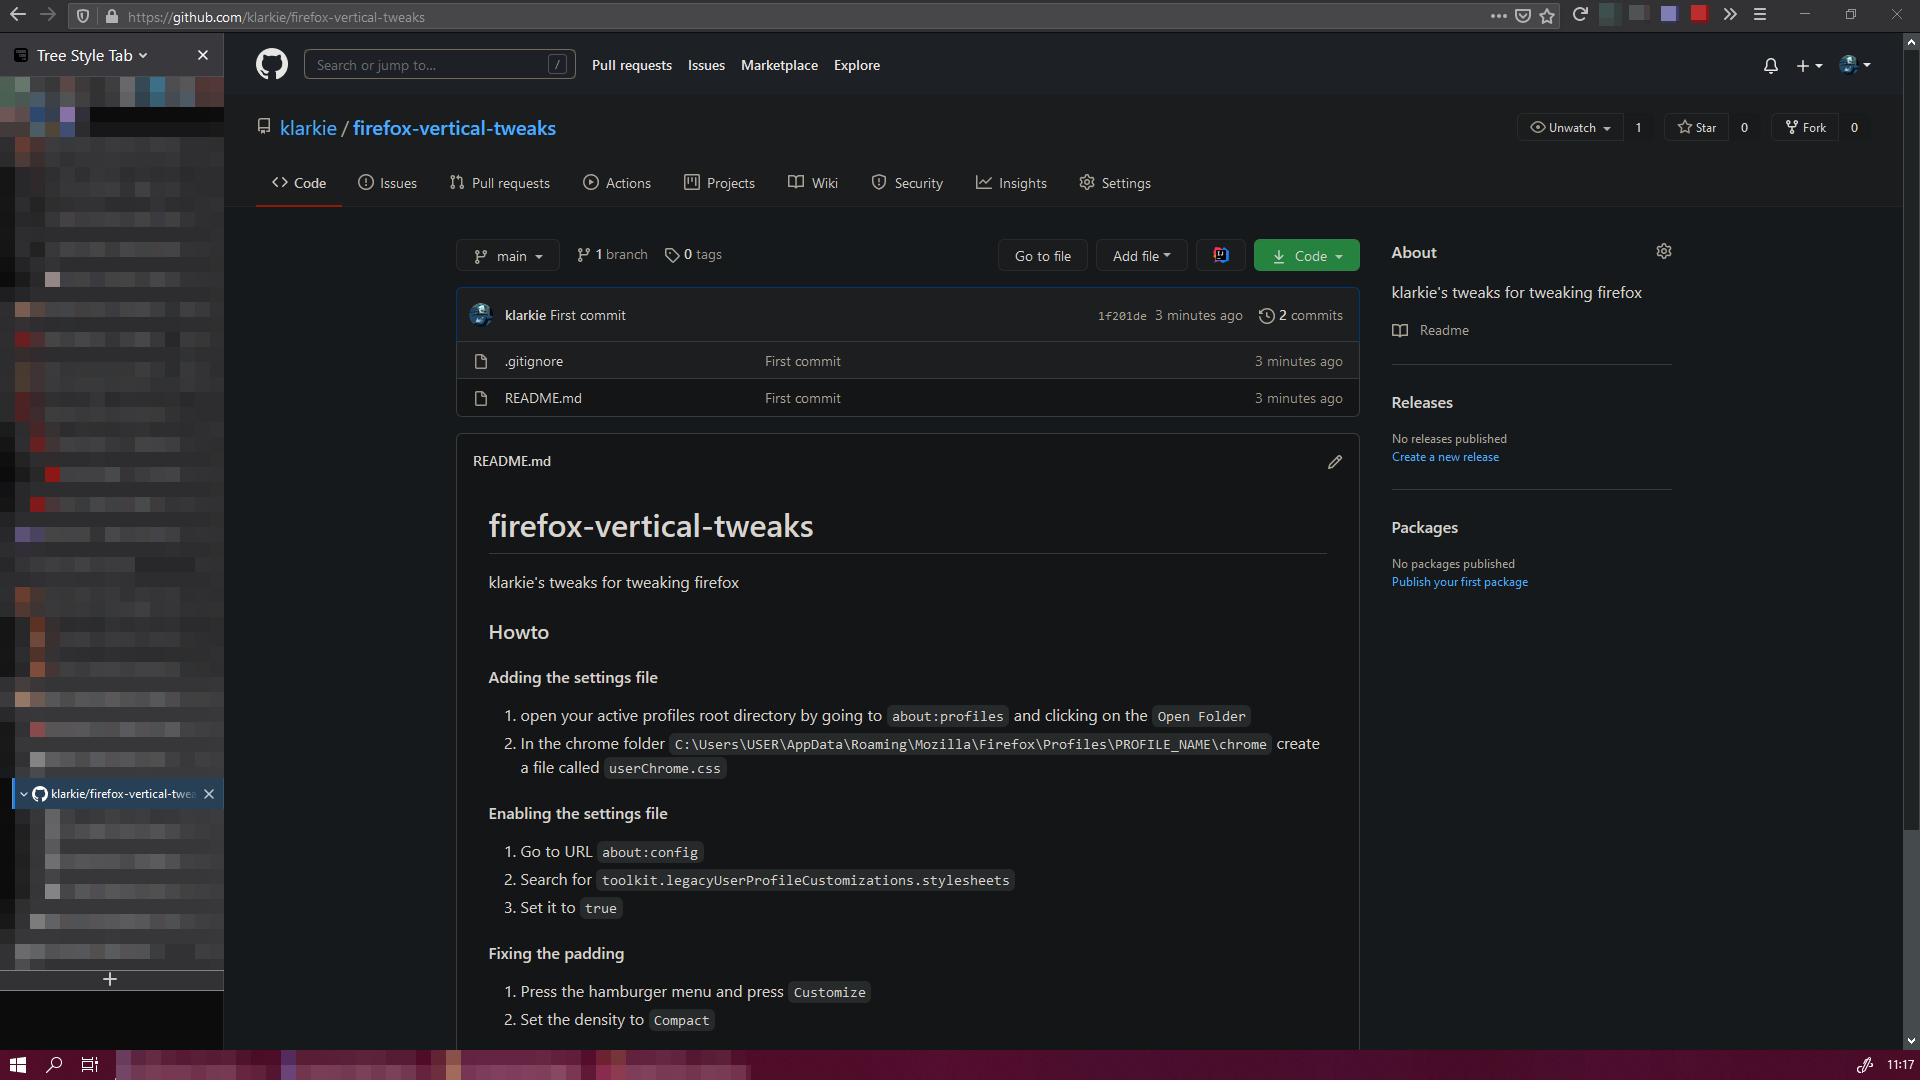 https://github.com/klarkie/firefox-vertical-tweaks
Tree Style Tab
Search or jump to... /
Pull requests Issues Marketplace Explore
klarkie / firefox-vertical-tweaks
Unwatch 1 Star 0 Fork 0
Code Issues Pull requests Actions Projects Wiki Security Insights Settings
main 1 branch 0 tags Go to file Add file Code
klarkie First commit 1f201de 3 minutes ago 2 commits
.gitignore First commit 3 minutes ago
README.md First commit 3 minutes ago
README.md
firefox-vertical-tweaks
klarkie's tweaks for tweaking firefox
Howto
Adding the settings file
1. open your active profiles root directory by going to about:profiles and clicking on the Open Folder
2. In the chrome folder C:\Users\USER\AppData\Roaming\Mozilla\Firefox\Profiles\PROFILE_NAME\chrome create
a file called userChrome.css
Enabling the settings file
1. Go to URL about:config
2. Search for toolkit.legacyUserProfileCustomizations.stylesheets
3. Set it to true
Fixing the padding
1. Press the hamburger menu and press Customize
2. Set the density to Compact
About
klarkie's tweaks for tweaking firefox
Readme
Releases
No releases published
Create a new release
Packages
No packages published
Publish your first package
klarkie/firefox-vertical-twea
11:17